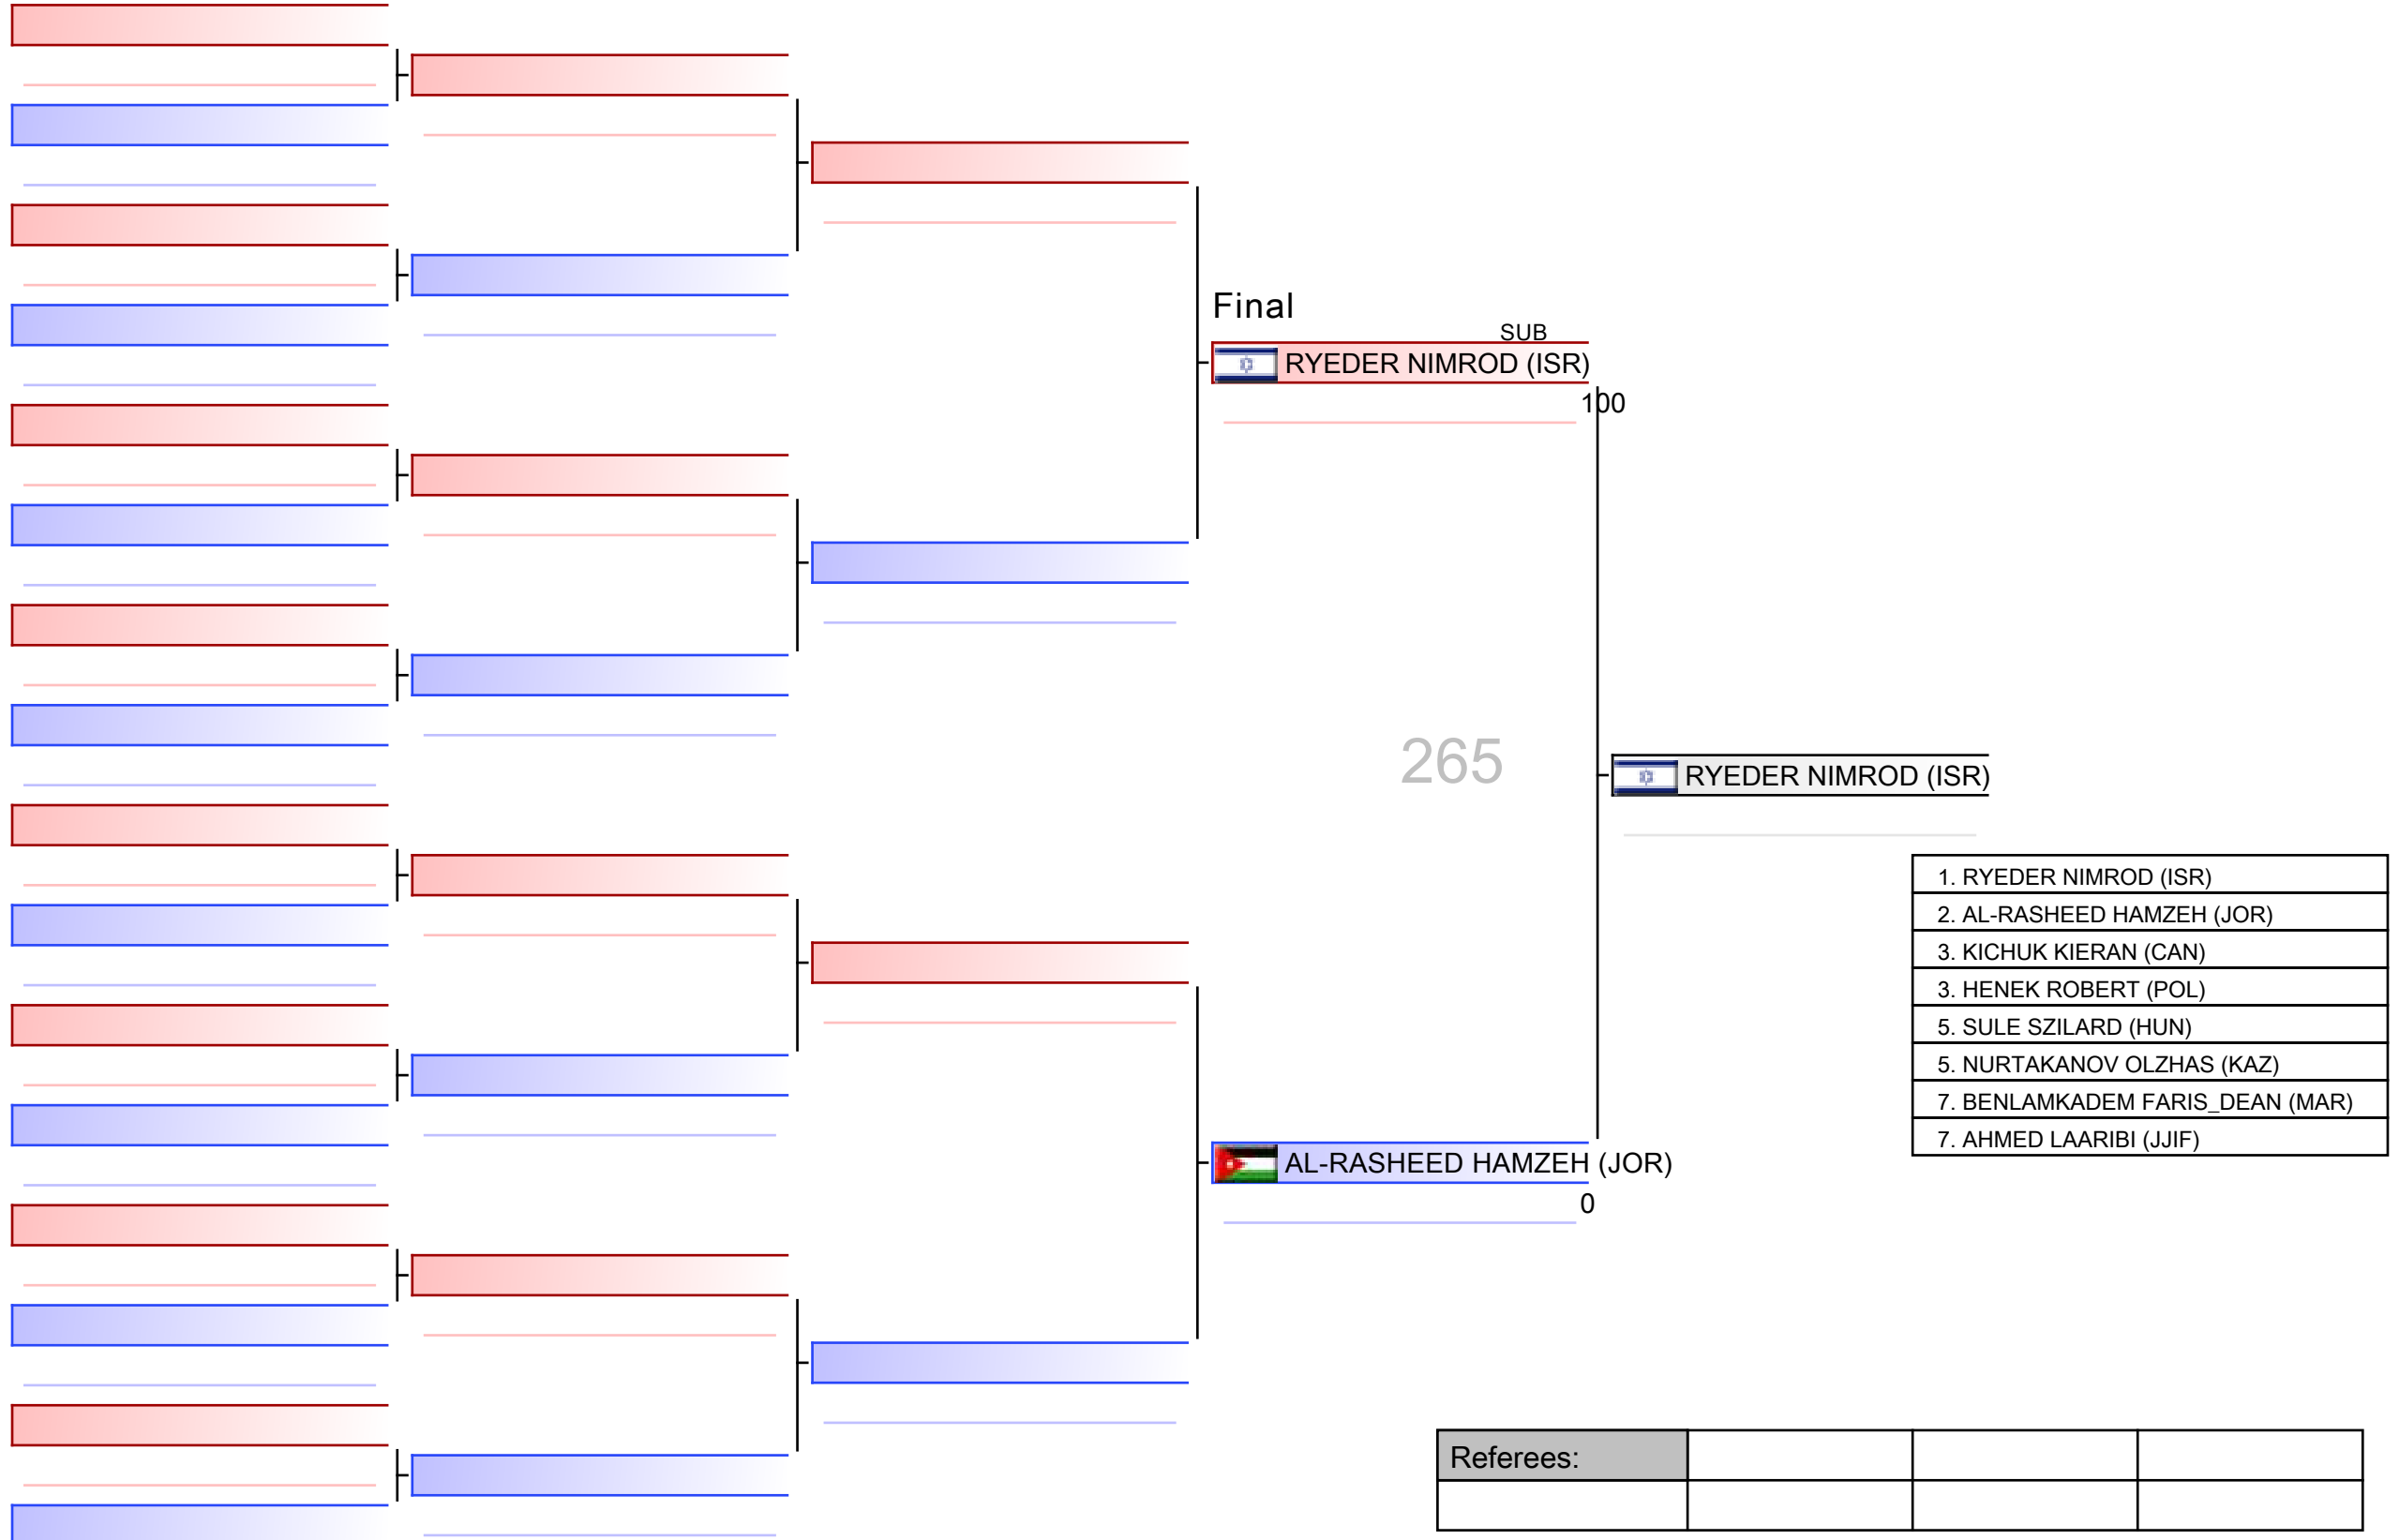 Final
SUB
RYEDER NIMROD (ISR)
100
265
RYEDER NIMROD (ISR)
1. RYEDER NIMROD (ISR)
2. AL-RASHEED HAMZEH (JOR)
3. KICHUK KIERAN (CAN)
3. HENEK ROBERT (POL)
5. SULE SZILARD (HUN)
5. NURTAKANOV OLZHAS (KAZ)
7. BENLAMKADEM FARIS_DEAN (MAR)
7. AHMED LAARIBI (JJIF)
AL-RASHEED HAMZEH (JOR)
0
Referees: